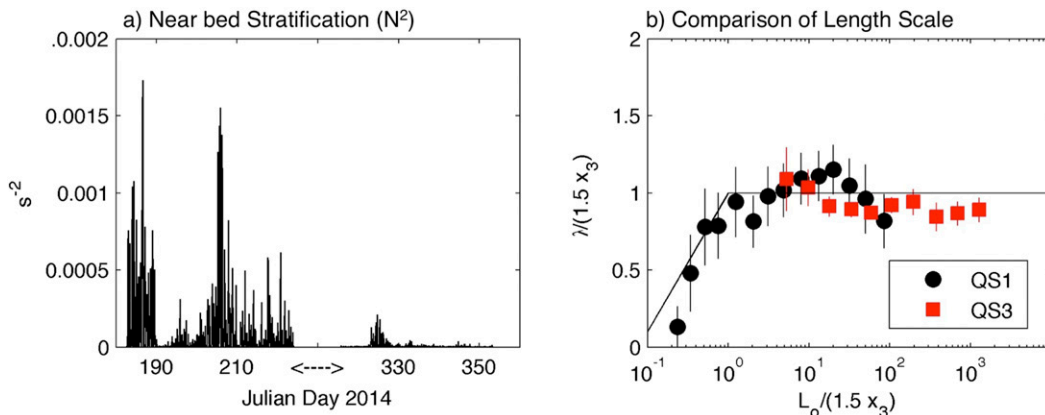 a) Near bed Stratification (N²)
b) Comparison of Length Scale
.0.002
0.0015
0.001
0.0005
0
s⁻²
190 210 <----> 330 350
Julian Day 2014
2
1.5
1
0.5
0
λ/(1.5 x₃)
QS1
QS3
10⁻¹ 10⁰ 10¹ 10² 10³
Lₒ/(1.5 x₃)